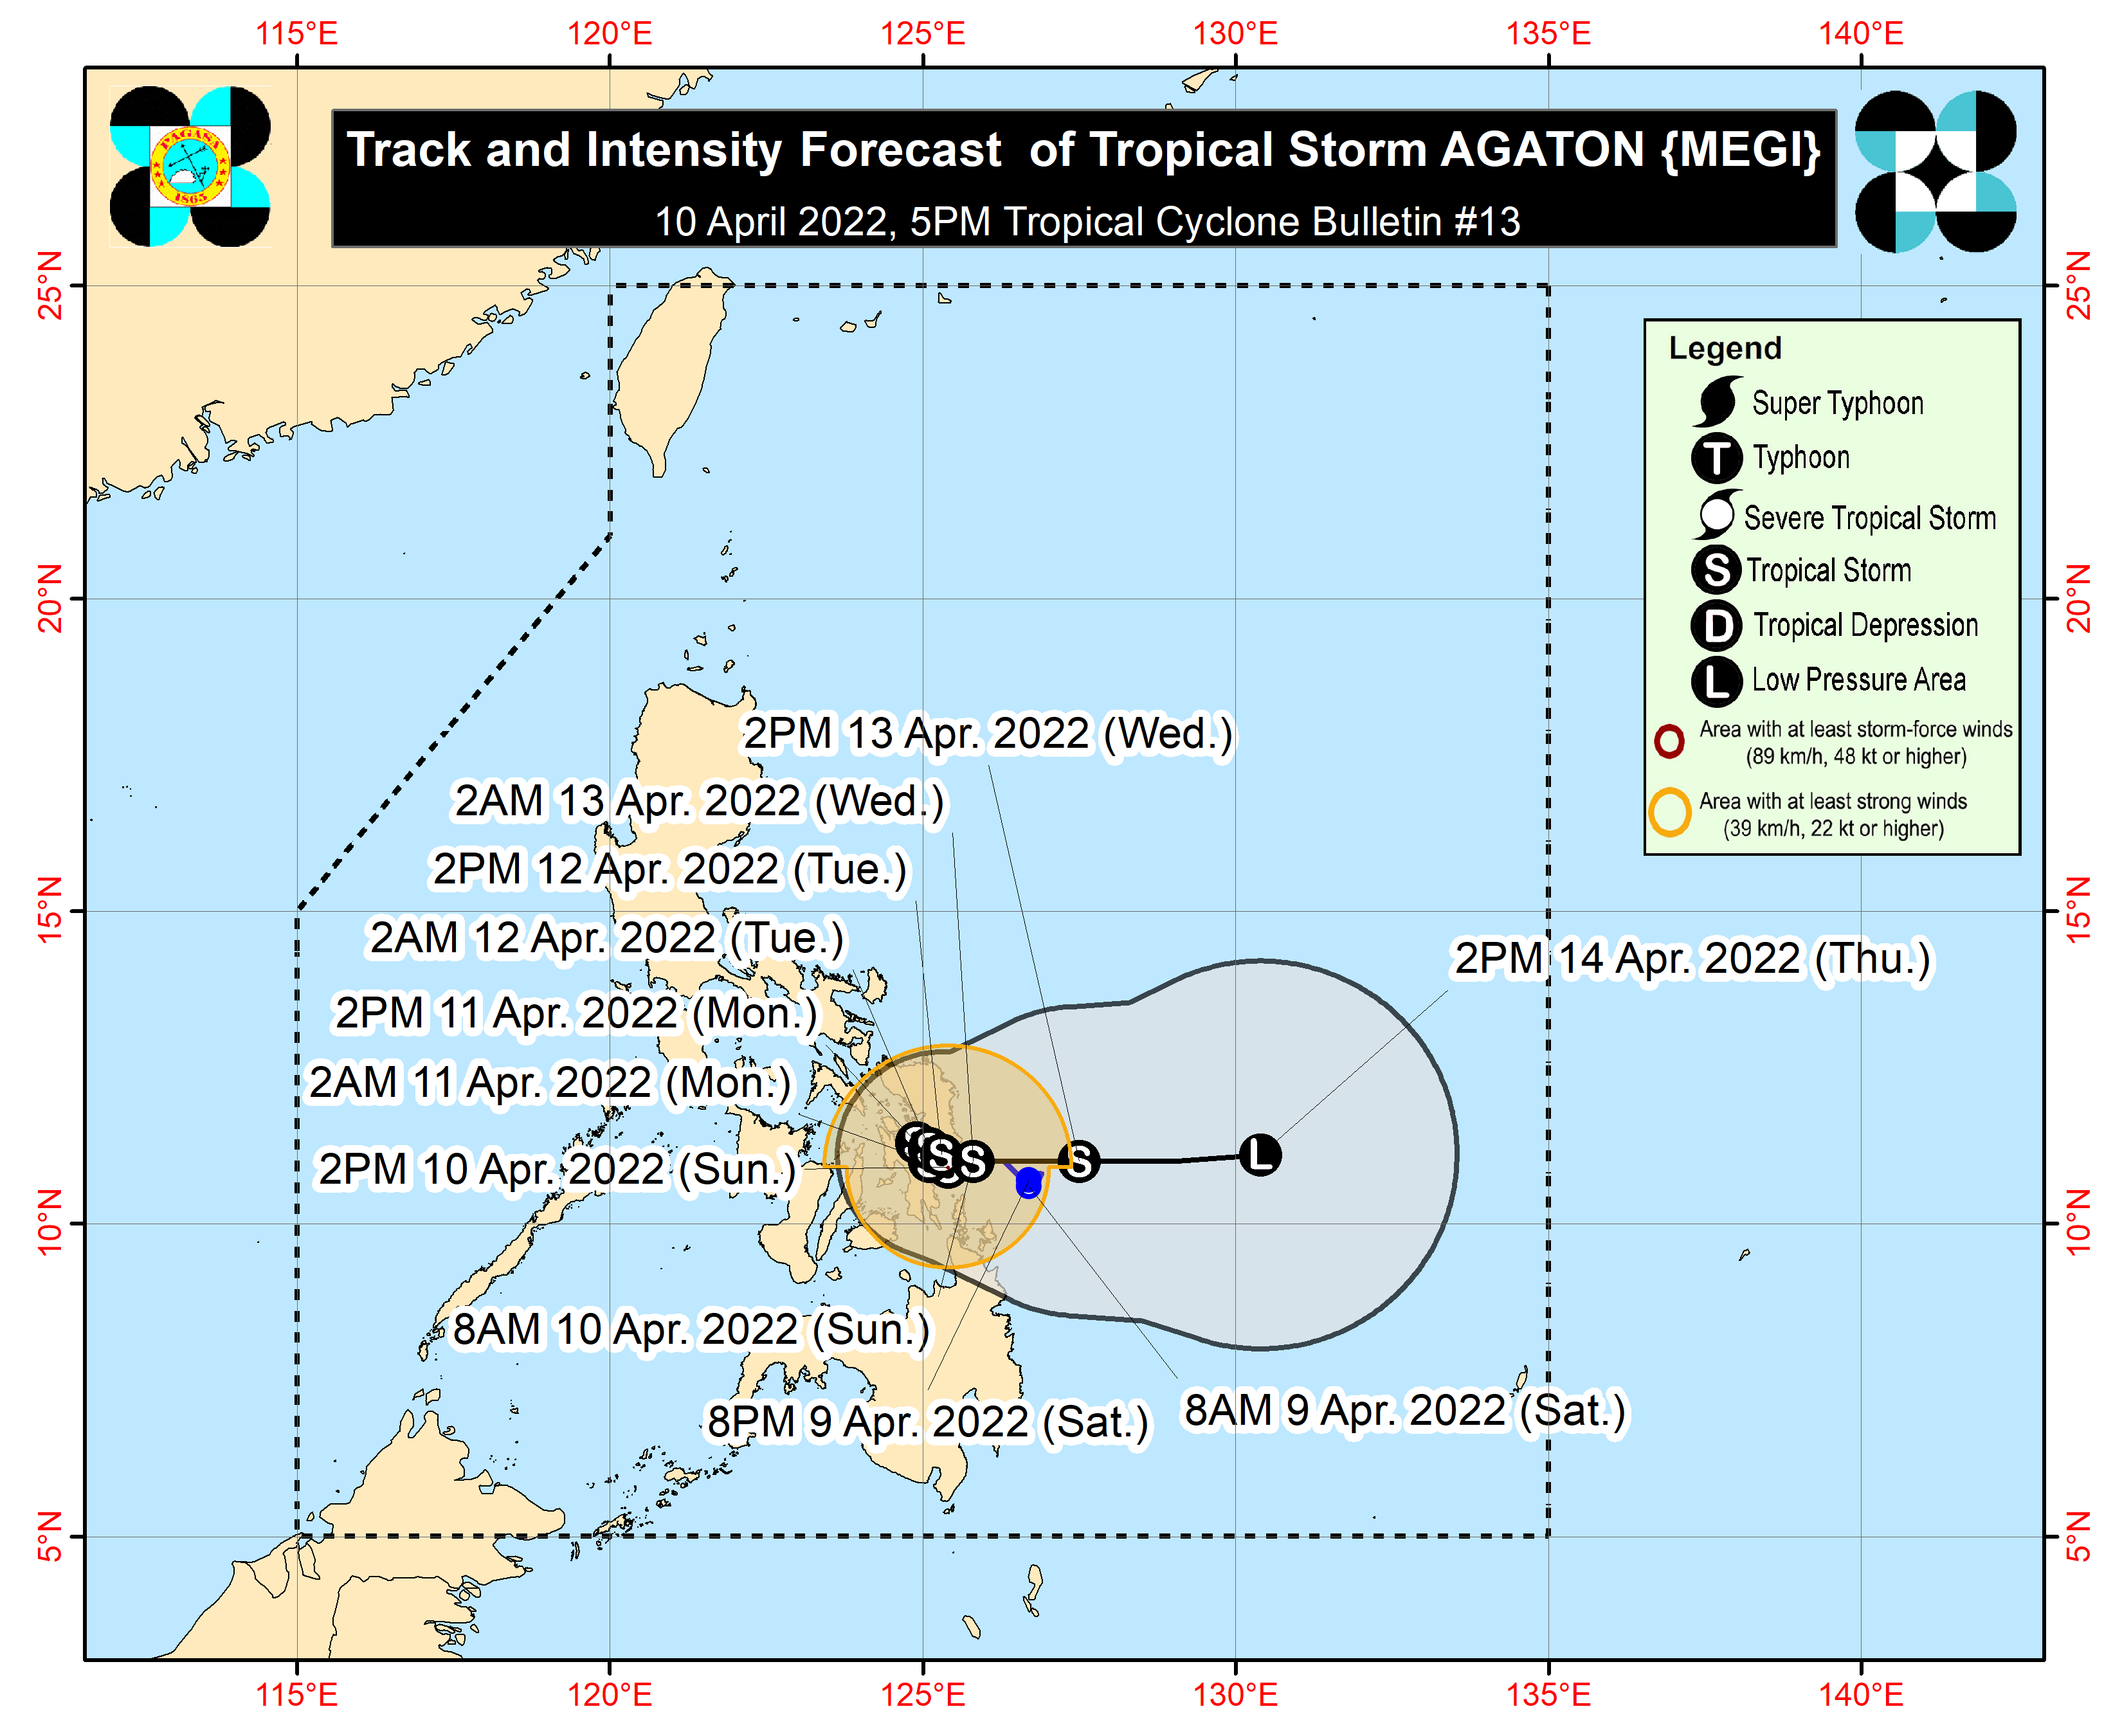 115°E 120°E 125°E 130°E 135°E 140°E
PAGASA
1865
Track and Intensity Forecast of Tropical Storm AGATON {MEGI}
10 April 2022, 5PM Tropical Cyclone Bulletin #13
25°N
25°N
Legend
Super Typhoon
T Typhoon
Severe Tropical Storm
S Tropical Storm
D Tropical Depression
L Low Pressure Area
Area with at least storm-force winds
(89 km/h, 48 kt or higher)
Area with at least strong winds
(39 km/h, 22 kt or higher)
20°N
20°N
2PM 13 Apr. 2022 (Wed.)
2AM 13 Apr. 2022 (Wed.)
2PM 12 Apr. 2022 (Tue.)
15°N
15°N
2AM 12 Apr. 2022 (Tue.)
2PM 14 Apr. 2022 (Thu.)
2PM 11 Apr. 2022 (Mon.)
2AM 11 Apr. 2022 (Mon.)
2PM 10 Apr. 2022 (Sun.)
S S S L
10°N
10°N
8AM 10 Apr. 2022 (Sun.)
8PM 9 Apr. 2022 (Sat.)
8AM 9 Apr. 2022 (Sat.)
5°N
5°N
115°E 120°E 125°E 130°E 135°E 140°E